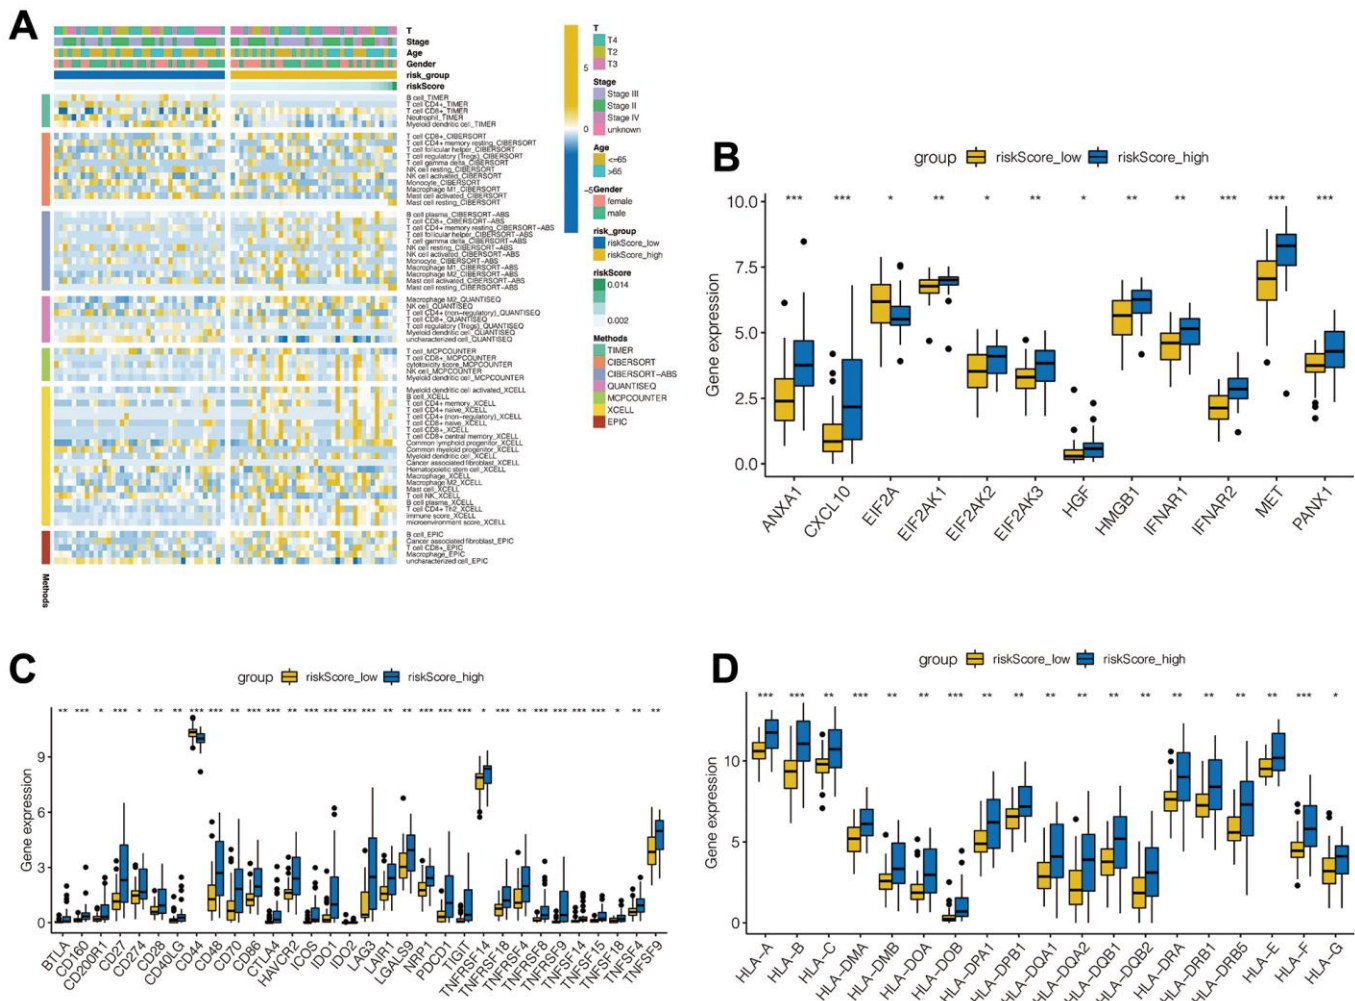 A
T
Stage
Age
Gender
risk_group
riskScore
B cell_TIMER
T cell CD4+_TIMER
T cell CD8+_TIMER
Neutrophil_TIMER
Myeloid dendritic cell_TIMER
T cell CD8+_CIBERSORT
T cell CD4+ memory resting_CIBERSORT
T cell follicular helper_CIBERSORT
T cell regulatory (Tregs)_CIBERSORT
T cell gamma delta_CIBERSORT
NK cell resting_CIBERSORT
NK cell activated_CIBERSORT
Monocyte_CIBERSORT
Macrophage M1_CIBERSORT
Mast cell activated_CIBERSORT
Mast cell resting_CIBERSORT
B cell plasma_CIBERSORT-ABS
T cell CD8+_CIBERSORT-ABS
T cell CD4+ memory resting_CIBERSORT-ABS
T cell follicular helper_CIBERSORT-ABS
T cell gamma delta_CIBERSORT-ABS
NK cell resting_CIBERSORT-ABS
NK cell activated_CIBERSORT-ABS
Monocyte_CIBERSORT-ABS
Macrophage M1_CIBERSORT-ABS
Macrophage M2_CIBERSORT-ABS
Mast cell activated_CIBERSORT-ABS
Mast cell resting_CIBERSORT-ABS
Macrophage M2_QUANTISEQ
NK cell_QUANTISEQ
T cell CD4+ (non-regulatory)_QUANTISEQ
T cell CD8+_QUANTISEQ
T cell regulatory (Tregs)_QUANTISEQ
Myeloid dendritic cell_QUANTISEQ
uncharacterized cell_QUANTISEQ
T cell_MCPCOUNTER
T cell CD8+_MCPCOUNTER
cytotoxicity score_MCPCOUNTER
NK cell_MCPCOUNTER
Myeloid dendritic cell_MCPCOUNTER
Myeloid dendritic cell activated_XCELL
B cell_XCELL
T cell CD4+ memory_XCELL
T cell CD4+ naive_XCELL
T cell CD4+ (non-regulatory)_XCELL
T cell CD8+ naive_XCELL
T cell CD8+_XCELL
T cell CD8+ central memory_XCELL
Common lymphoid progenitor_XCELL
Common myeloid progenitor_XCELL
Myeloid dendritic cell_XCELL
Cancer associated fibroblast_XCELL
Hematopoietic stem cell_XCELL
Macrophage_XCELL
Macrophage M2_XCELL
Mast cell_XCELL
T cell NK_XCELL
B cell plasma_XCELL
T cell CD4+ Th2_XCELL
immune score_XCELL
microenvironment score_XCELL
B cell_EPIC
Cancer associated fibroblast_EPIC
T cell CD8+_EPIC
Macrophage_EPIC
uncharacterized cell_EPIC
Methods
5
0
-5
T
T4
T2
T3
Stage
Stage III
Stage II
Stage IV
unknown
Age
<=65
>65
Gender
female
male
risk_group
riskScore_low
riskScore_high
riskScore
0.014
0.002
Methods
TIMER
CIBERSORT
CIBERSORT-ABS
QUANTISEQ
MCPCOUNTER
XCELL
EPIC
B
group riskScore_low riskScore_high
*** *** * ** * ** * ** ** *** *** ***
Gene expression
10.0
7.5
5.0
2.5
0.0
ANXA1 CXCL10 EIF2A EIF2AK1 EIF2AK2 EIF2AK3 HGF HMGB1 IFNAR1 IFNAR2 MET PANX1
C
group riskScore_low riskScore_high
** *** * *** * ** ** *** *** *** *** *** ** *** *** *** *** ** ** *** *** *** * *** ** *** *** *** *** * ** **
Gene expression
9
6
3
0
BTLA CD160 CD200R1 CD27 CD274 CD28 CD40LG CD44 CD48 CD70 CD86 CTLA4 HAVCR2 ICOS IDO1 IDO2 LAG3 LAIR1 LGALS9 NRP1 PDCD1 TIGIT TNFRSF14 TNFRSF18 TNFRSF4 TNFRSF8 TNFRSF9 TNFSF14 TNFSF15 TNFSF18 TNFSF4 TNFSF9
D
group riskScore_low riskScore_high
*** *** ** *** ** ** *** ** ** ** ** ** ** *** ** ** ** *** *
Gene expression
10
5
0
HLA-A HLA-B HLA-C HLA-DMA HLA-DMB HLA-DOA HLA-DOB HLA-DPA1 HLA-DPB1 HLA-DQA1 HLA-DQA2 HLA-DQB1 HLA-DQB2 HLA-DRA HLA-DRB1 HLA-DRB5 HLA-E HLA-F HLA-G